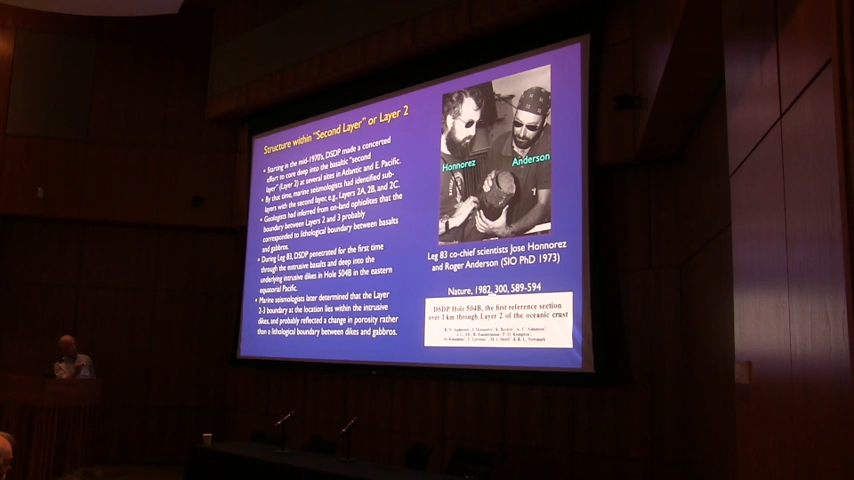 Structure within "Second Layer" or Layer 2
• Starting in the mid-1970's, DSDP made a concerted
effort to core deep into the basaltic "second
layer" (Layer 2) at several sites in Atlantic and E. Pacific.
• By that time, marine seismologists had identified sub-
layers with the second layer, e.g., Layers 2A, 2B, and 2C.
• Geologists had inferred from on-land ophiolites that the
boundary between Layers 2 and 3 probably
corresponded to lithological boundary between basalts
and gabbros.
• During Leg 83, DSDP penetrated for the first time
through the extrusive basalts and deep into the
underlying intrusive dikes in Hole 504B in the eastern
equatorial Pacific.
• Marine seismologists later determined that the Layer
2-3 boundary at the location lies within the intrusive
dikes, and probably reflected a change in porosity rather
than a lithological boundary between dikes and gabbros.
Honnorez
Anderson
Leg 83 co-chief scientists Jose Honnorez
and Roger Anderson (SIO PhD 1973)
Nature, 1982, 300, 589-594
DSDP Hole 504B, the first reference section
over 1 km through Layer 2 of the oceanic crust